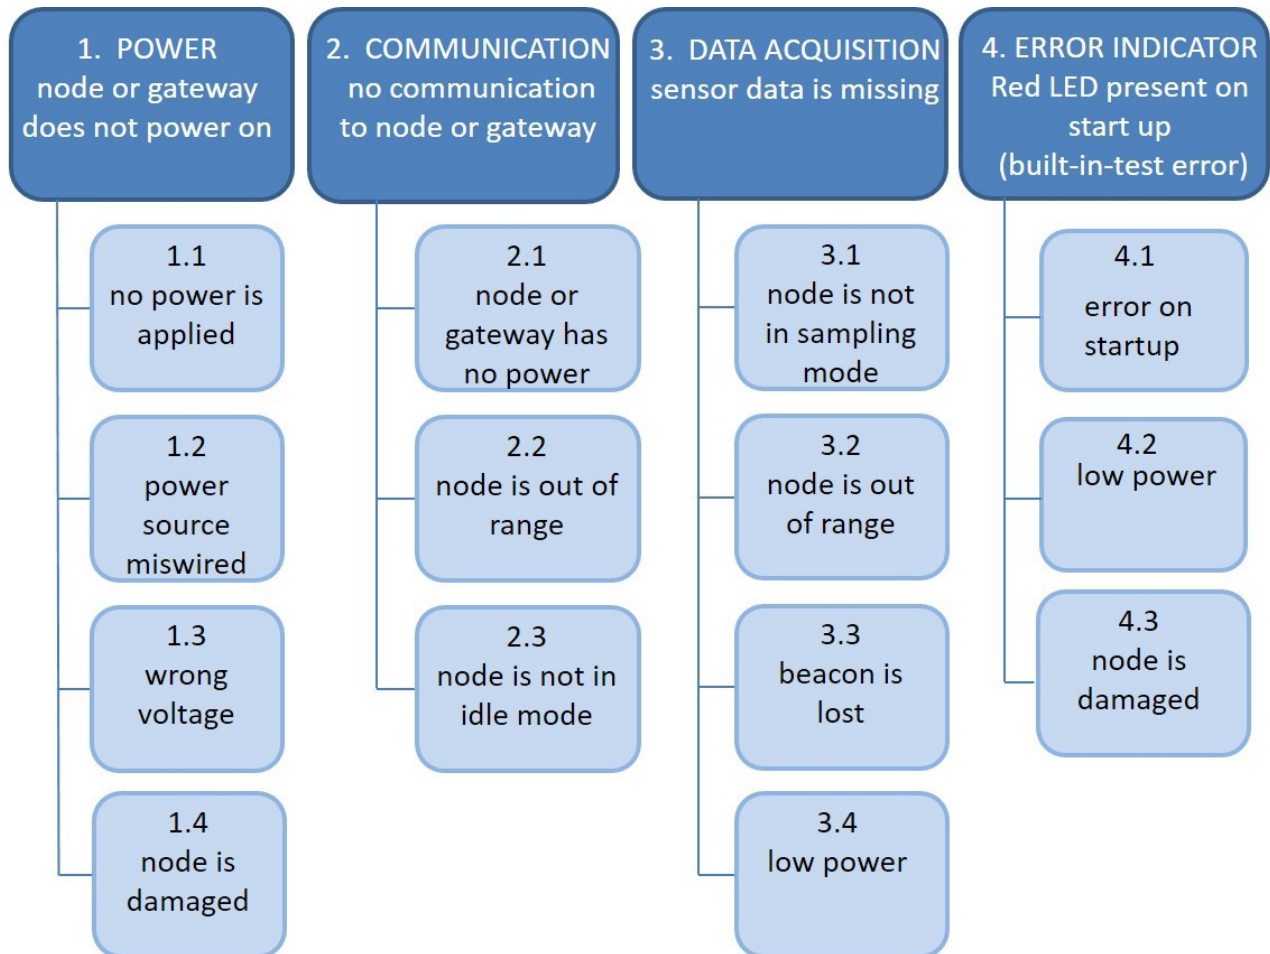 1. POWER
node or gateway
does not power on
1.1
no power is
applied
1.2
power
source
miswired
1.3
wrong
voltage
1.4
node is
damaged
2. COMMUNICATION
no communication
to node or gateway
2.1
node or
gateway has
no power
2.2
node is out of
range
2.3
node is not in
idle mode
3. DATA ACQUISITION
sensor data is missing
3.1
node is not
in sampling
mode
3.2
node is out
of range
3.3
beacon is
lost
3.4
low power
4. ERROR INDICATOR
Red LED present on
start up
(built-in-test error)
4.1
error on
startup
4.2
low power
4.3
node is
damaged